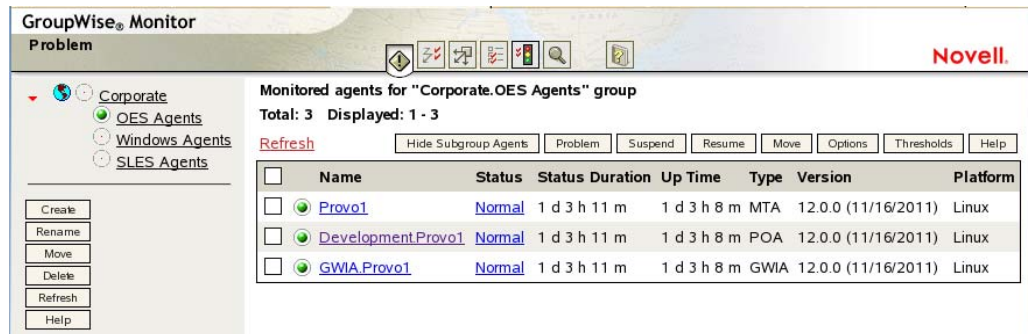 GroupWise® Monitor
Problem
Novell.
Corporate
OES Agents
Windows Agents
SLES Agents
Create
Rename
Move
Delete
Refresh
Help
Monitored agents for "Corporate.OES Agents" group
Total: 3 Displayed: 1 - 3
Refresh Hide Subgroup Agents Problem Suspend Resume Move Options Thresholds Help
Name Status Status Duration Up Time Type Version Platform
Provo1 Normal 1 d 3 h 11 m 1 d 3 h 8 m MTA 12.0.0 (11/16/2011) Linux
Development.Provo1 Normal 1 d 3 h 11 m 1 d 3 h 8 m POA 12.0.0 (11/16/2011) Linux
GWIA.Provo1 Normal 1 d 3 h 11 m 1 d 3 h 8 m GWIA 12.0.0 (11/16/2011) Linux